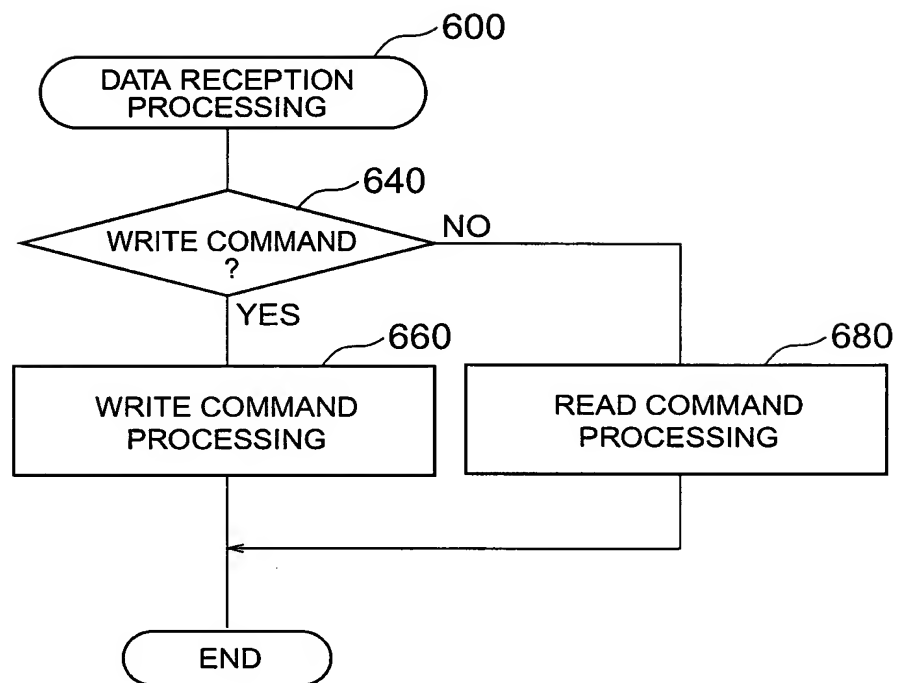 600
DATA RECEPTION
PROCESSING
640
WRITE COMMAND
?
NO
YES
660
WRITE COMMAND
PROCESSING
680
READ COMMAND
PROCESSING
END